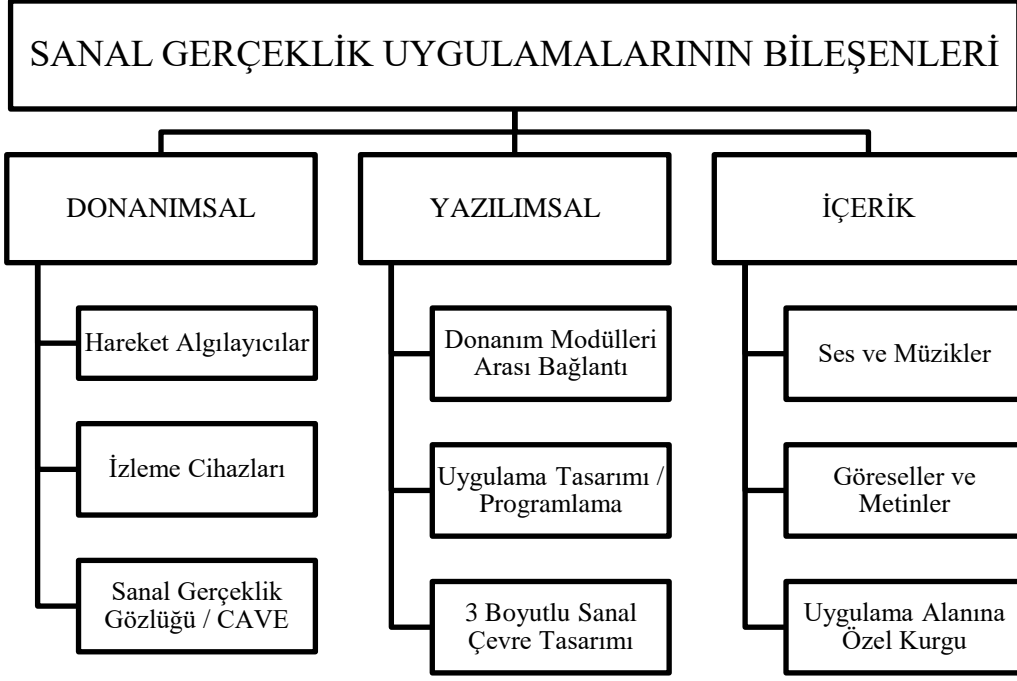 SANAL GERÇEKLİK UYGULAMALARININ BİLEŞENLERİ
DONANIMSAL
Hareket Algılayıcılar
İzleme Cihazları
Sanal Gerçeklik
Gözlüğü / CAVE
YAZILIMSAL
Donanım Modülleri
Arası Bağlantı
Uygulama Tasarımı /
Programlama
3 Boyutlu Sanal
Çevre Tasarımı
İÇERİK
Ses ve Müzikler
Göreseller ve
Metinler
Uygulama Alanına
Özel Kurgu